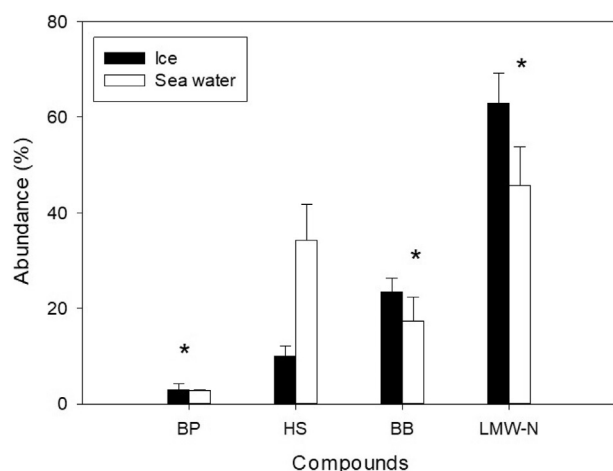 80
Ice
Sea water
*
60
Abundance (%)
40
*
20
*
0
BP HS BB LMW-N
Compounds